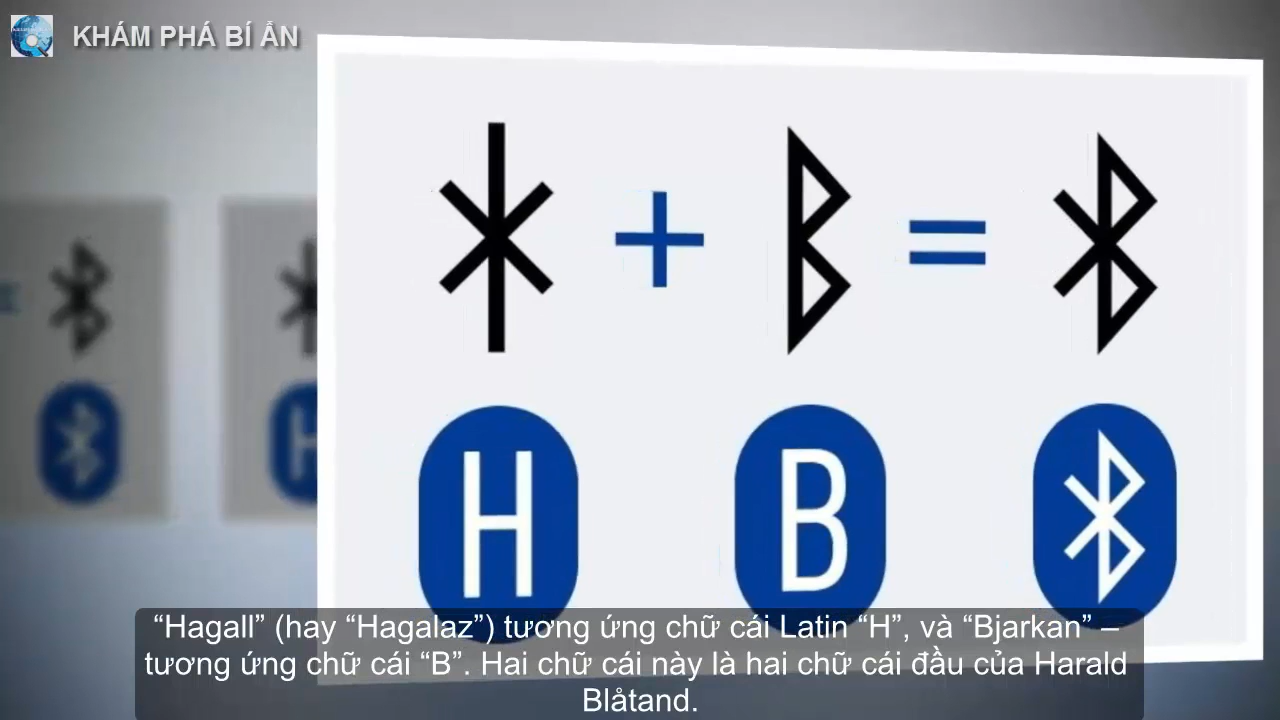 KHÁM PHÁ BÍ ẨN
ᚼ + ᛒ =
H B
“Hagall” (hay “Hagalaz”) tương ứng chữ cái Latin “H”, và “Bjarkan” –
tương ứng chữ cái “B”. Hai chữ cái này là hai chữ cái đầu của Harald
Blåtand.